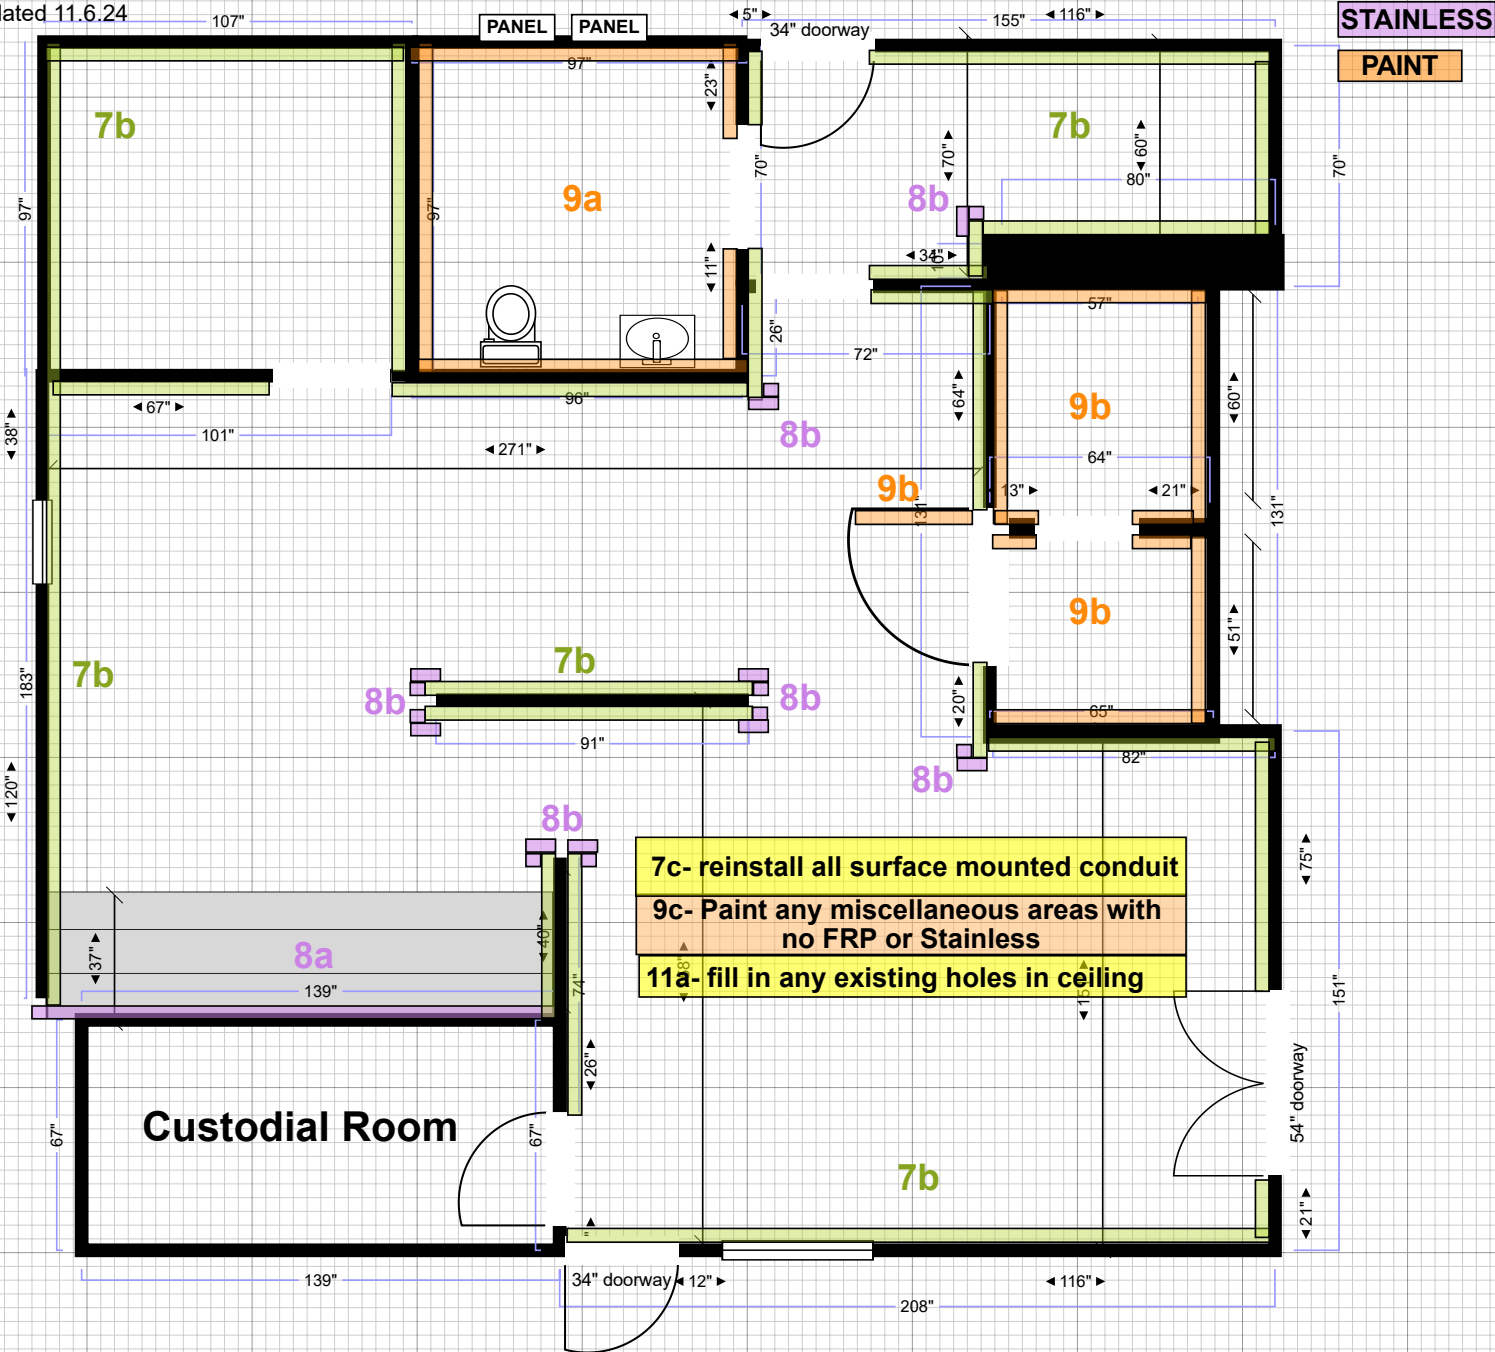 lated 11.6.24
107"
PANEL
PANEL
5"
34" doorway
155"
116"
STAINLESS
PAINT
97"
23"
7b
9a
7b
70"
60"
70"
70"
80"
8b
97"
97"
11"
34"
57"
26"
72"
67"
96"
64"
60"
38"
101"
8b
9b
271"
64"
9b
13"
21"
131"
131"
9b
51"
7b
7b
183"
8b
8b
20"
65"
91"
82"
8b
120"
8b
7c- reinstall all surface mounted conduit
9c- Paint any miscellaneous areas with
no FRP or Stainless
11a- fill in any existing holes in ceiling
75"
40"
37"
8a
139"
74"
151"
26"
54" doorway
Custodial Room
67"
67"
7b
21"
139"
34" doorway
12"
116"
208"